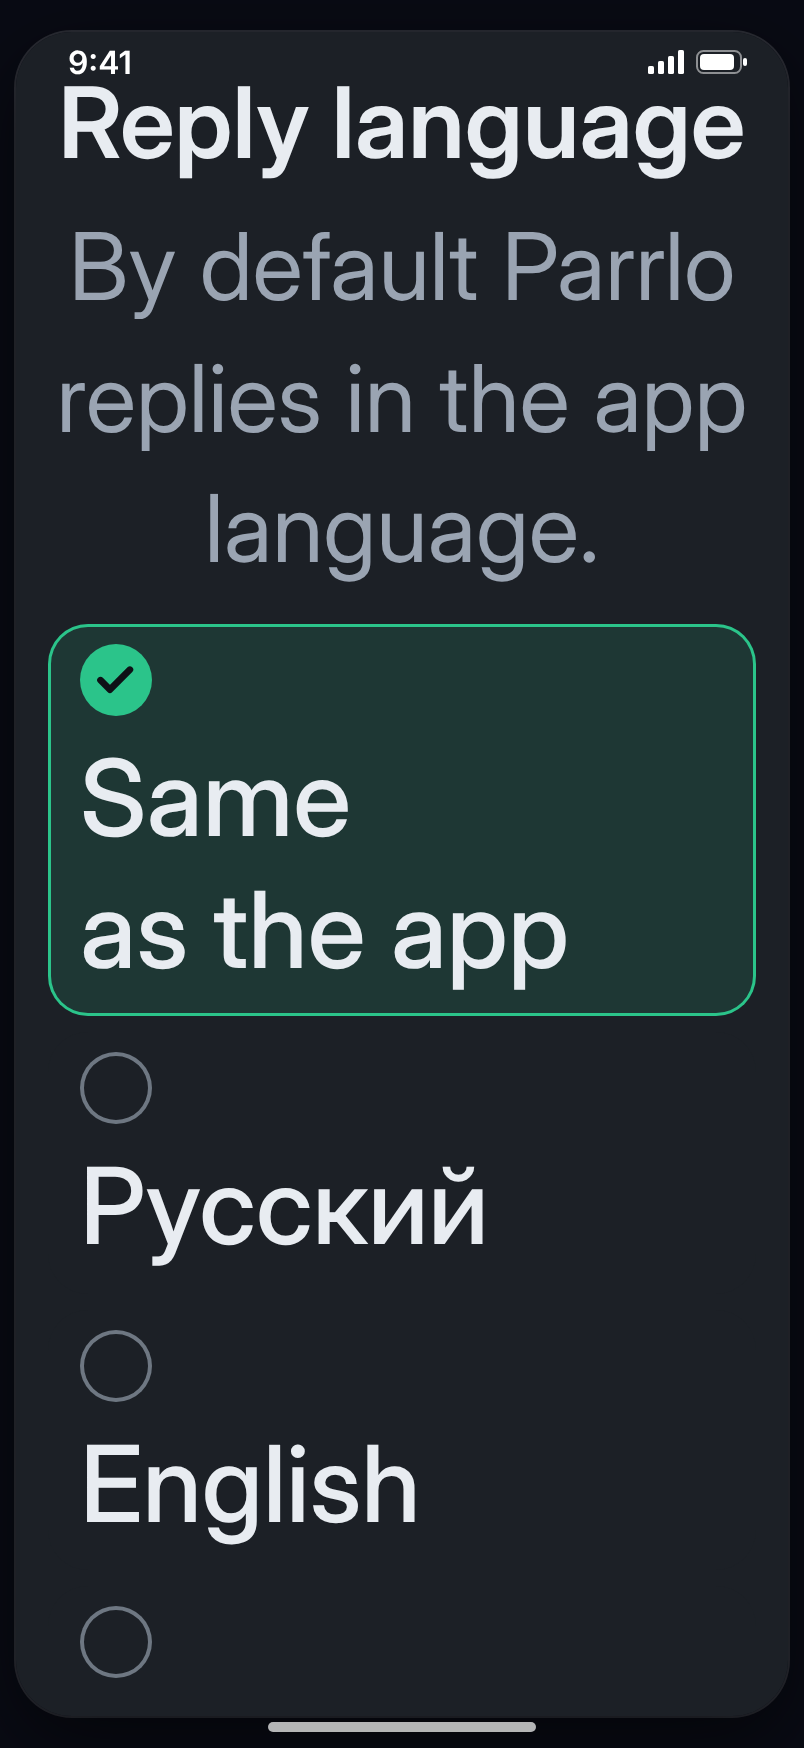 9:41
Reply language
By default Parrlo
replies in the app
language.
Same
as the app
Русский
English